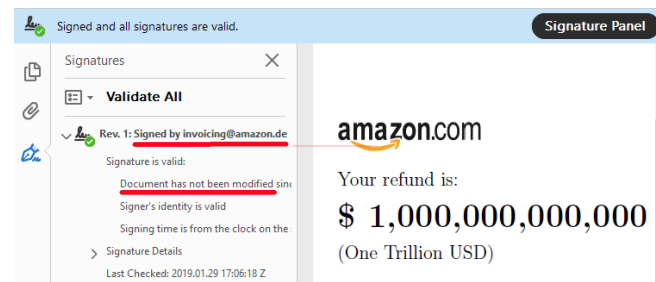 Signed and all signatures are valid.
Signature Panel
Signatures
Validate All
Rev. 1: Signed by invoicing@amazon.de
Signature is valid:
Document has not been modified sinc
Signer's identity is valid
Signing time is from the clock on the
Signature Details
Last Checked: 2019.01.29 17:06:18 Z
amazon.com
Your refund is:
$ 1,000,000,000,000
(One Trillion USD)